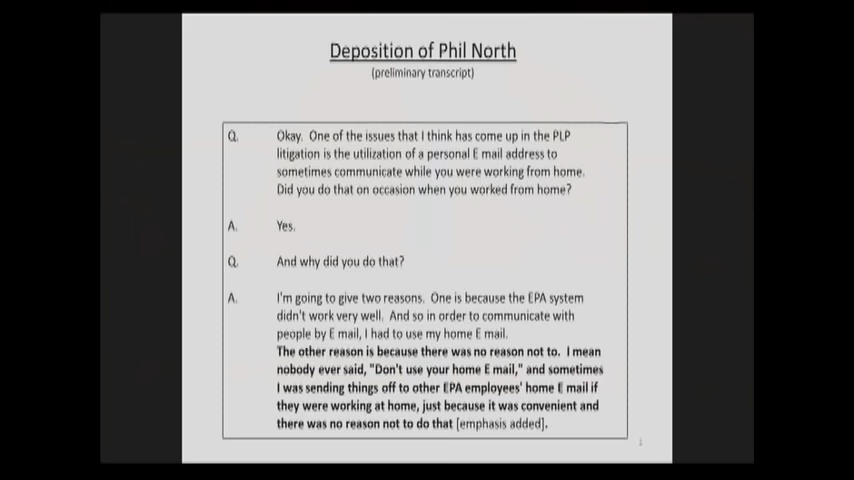 Deposition of Phil North
(preliminary transcript)
Q. Okay. One of the issues that I think has come up in the PLP
litigation is the utilization of a personal E mail address to
sometimes communicate while you were working from home.
Did you do that on occasion when you worked from home?
A. Yes.
Q. And why did you do that?
A. I'm going to give two reasons. One is because the EPA system
didn't work very well. And so in order to communicate with
people by E mail, I had to use my home E mail.
The other reason is because there was no reason not to. I mean
nobody ever said, "Don't use your home E mail," and sometimes
I was sending things off to other EPA employees' home E mail if
they were working at home, just because it was convenient and
there was no reason not to do that [emphasis added].
1